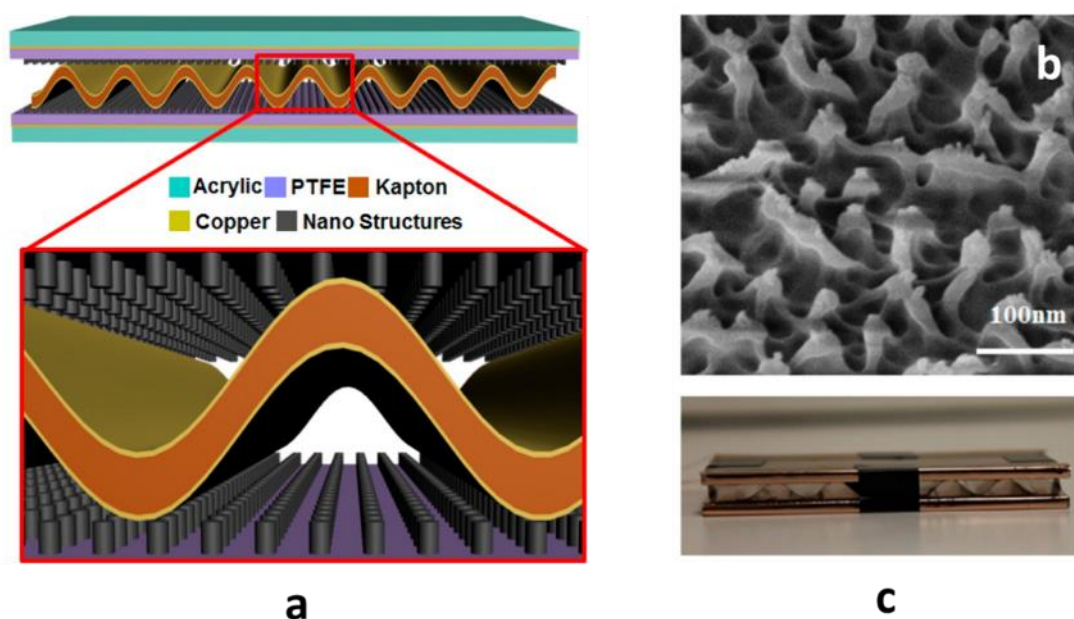 Acrylic PTFE Kapton
Copper Nano Structures
b
100nm
a
c